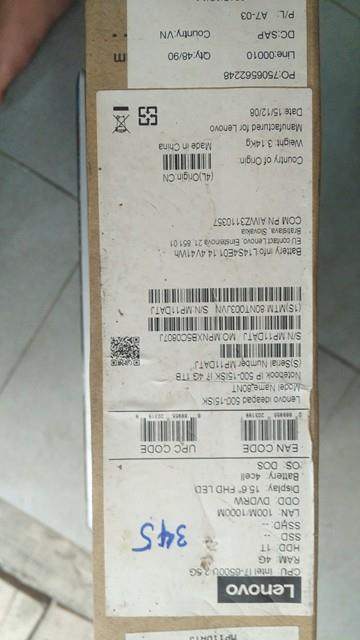 Lenovo
CPU: Intel I7-6500U 2.5G
RAM: 4G
HDD: 1T
SSD: --
SSHD: --
LAN: 100M/1000M
ODD: DVDRW
Display: 15.6" FHD LED
Battery: 4cell
OS: DOS
345
EAN CODE
UPC CODE
Lenovo ideapad 500-15ISK
Model Name:80NT
Notebook IP 500-15ISK I7 4G 1TB
(S)Serial Number:MP11DATJ
S/N:MP11DATJ MO:MPNXB5C0807J
(1S)MTM:80NT003JVN S/N:MP11DATJ
Battery info L14S4E01:14.4V41Wh
EU contact:Lenovo Einsteinova 21 851 01
Bratislava, Slovakia
COM PN:AIWZ3110357
(4L)Origin:CN
Country of Origin
Made in China
Weight: 3.14Kg
Manufactured for Lenovo
Date:15/12/08
PO:7506562248
Line:00010 Qty:48/90
DC:SAP Country:VN
P/L: A7-03